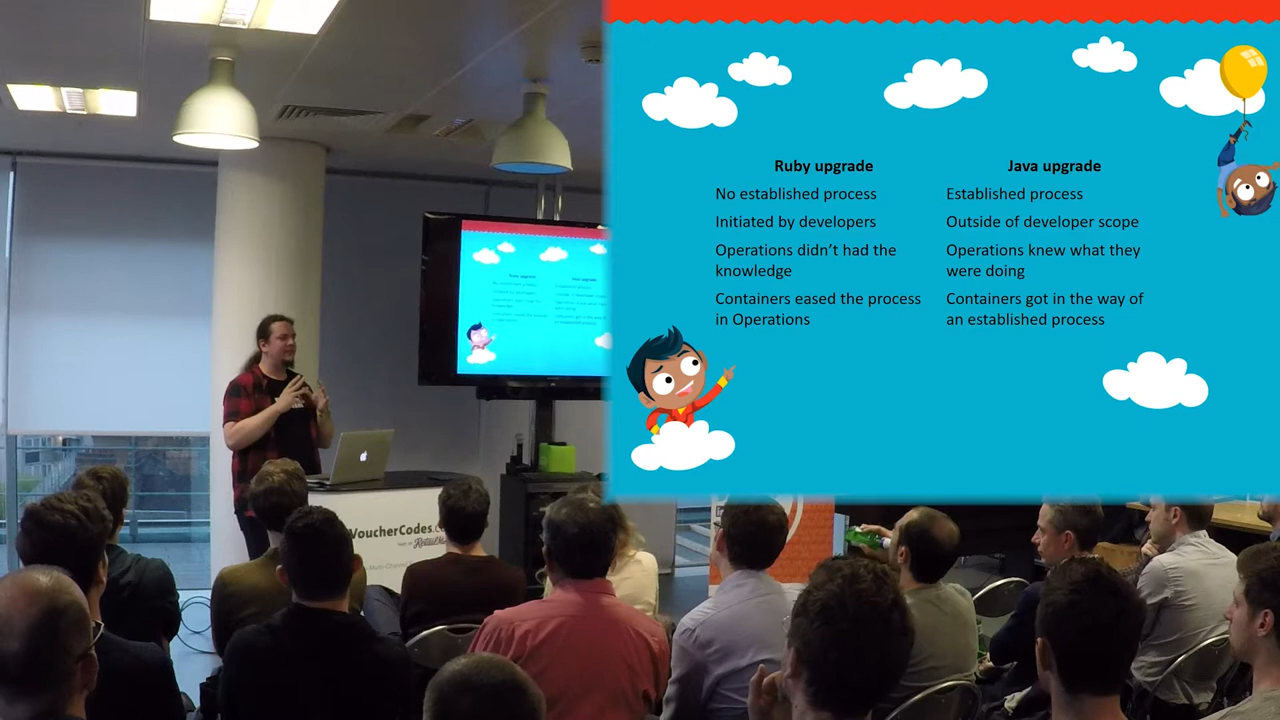 Ruby upgrade
Java upgrade
No established process
Established process
Initiated by developers
Outside of developer scope
Operations didn't had the
knowledge
Operations knew what they
were doing
Containers eased the process
in Operations
Containers got in the way of
an established process
VoucherCodes.c